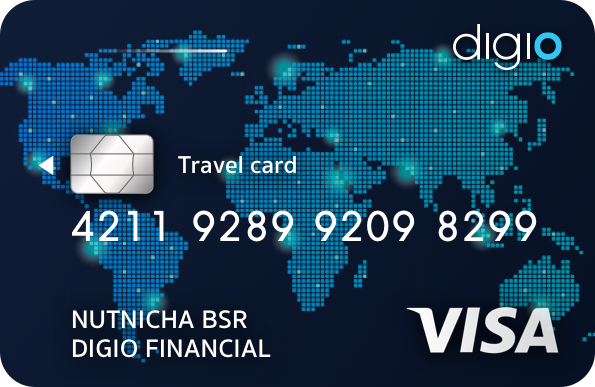 digio
Travel card
4211 9289 9209 8299
NUTNICHA BSR
DIGIO FINANCIAL
VISA